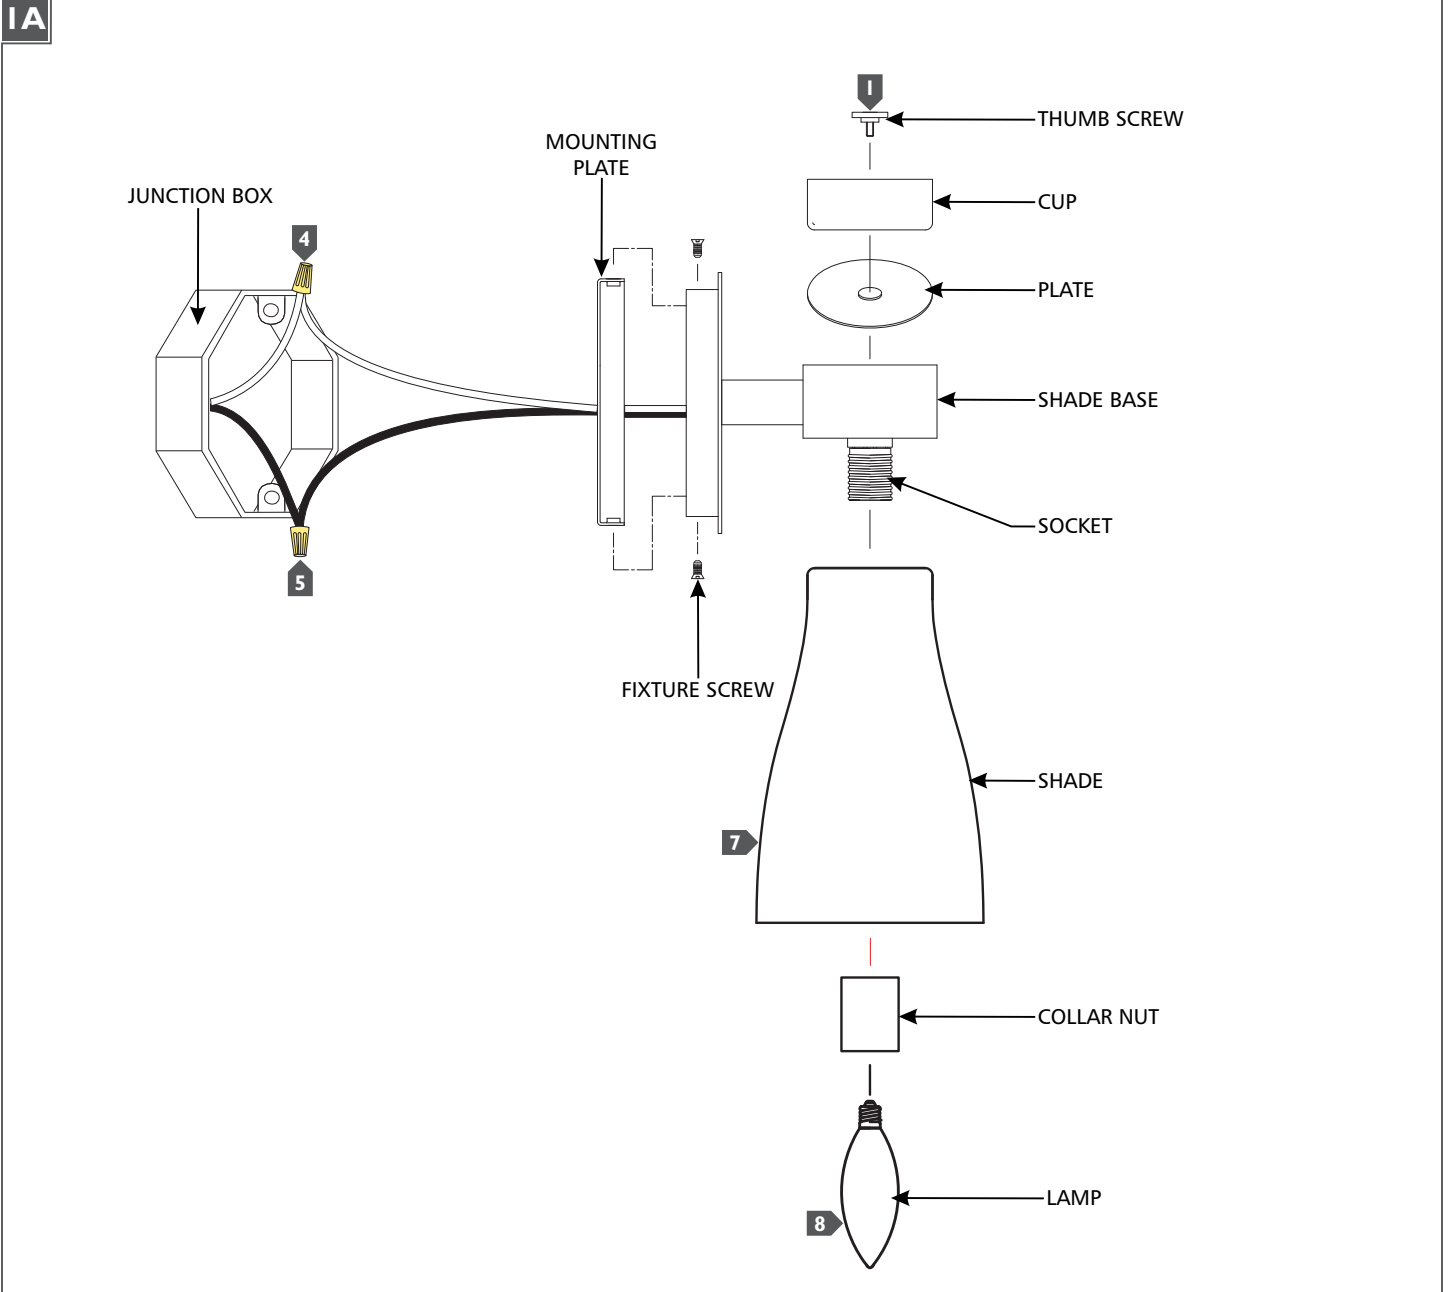 1A
1
THUMB SCREW
MOUNTING
PLATE
JUNCTION BOX
CUP
4
PLATE
SHADE BASE
SOCKET
5
FIXTURE SCREW
SHADE
7
COLLAR NUT
LAMP
8